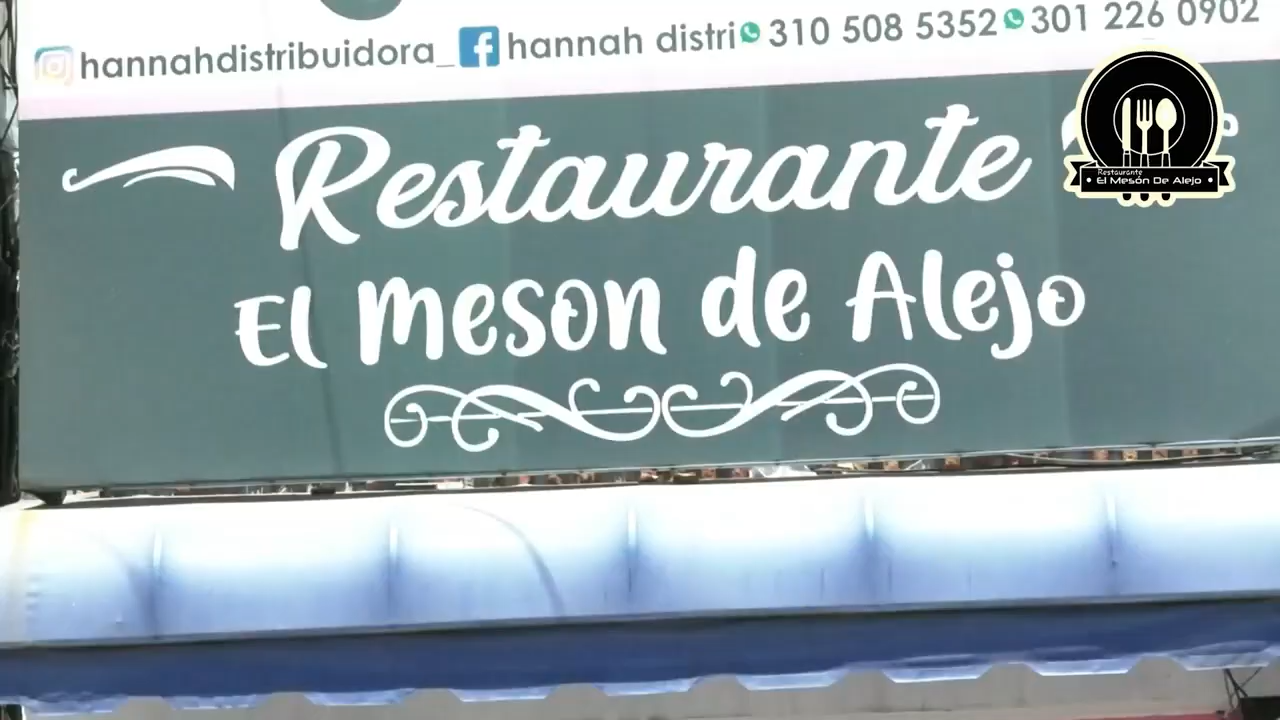 hannahdistribuidora_ hannah distri 310 508 5352 301 226 0902
Restaurante
El meson de Alejo
Restaurante
• El Mesón De Alejo •